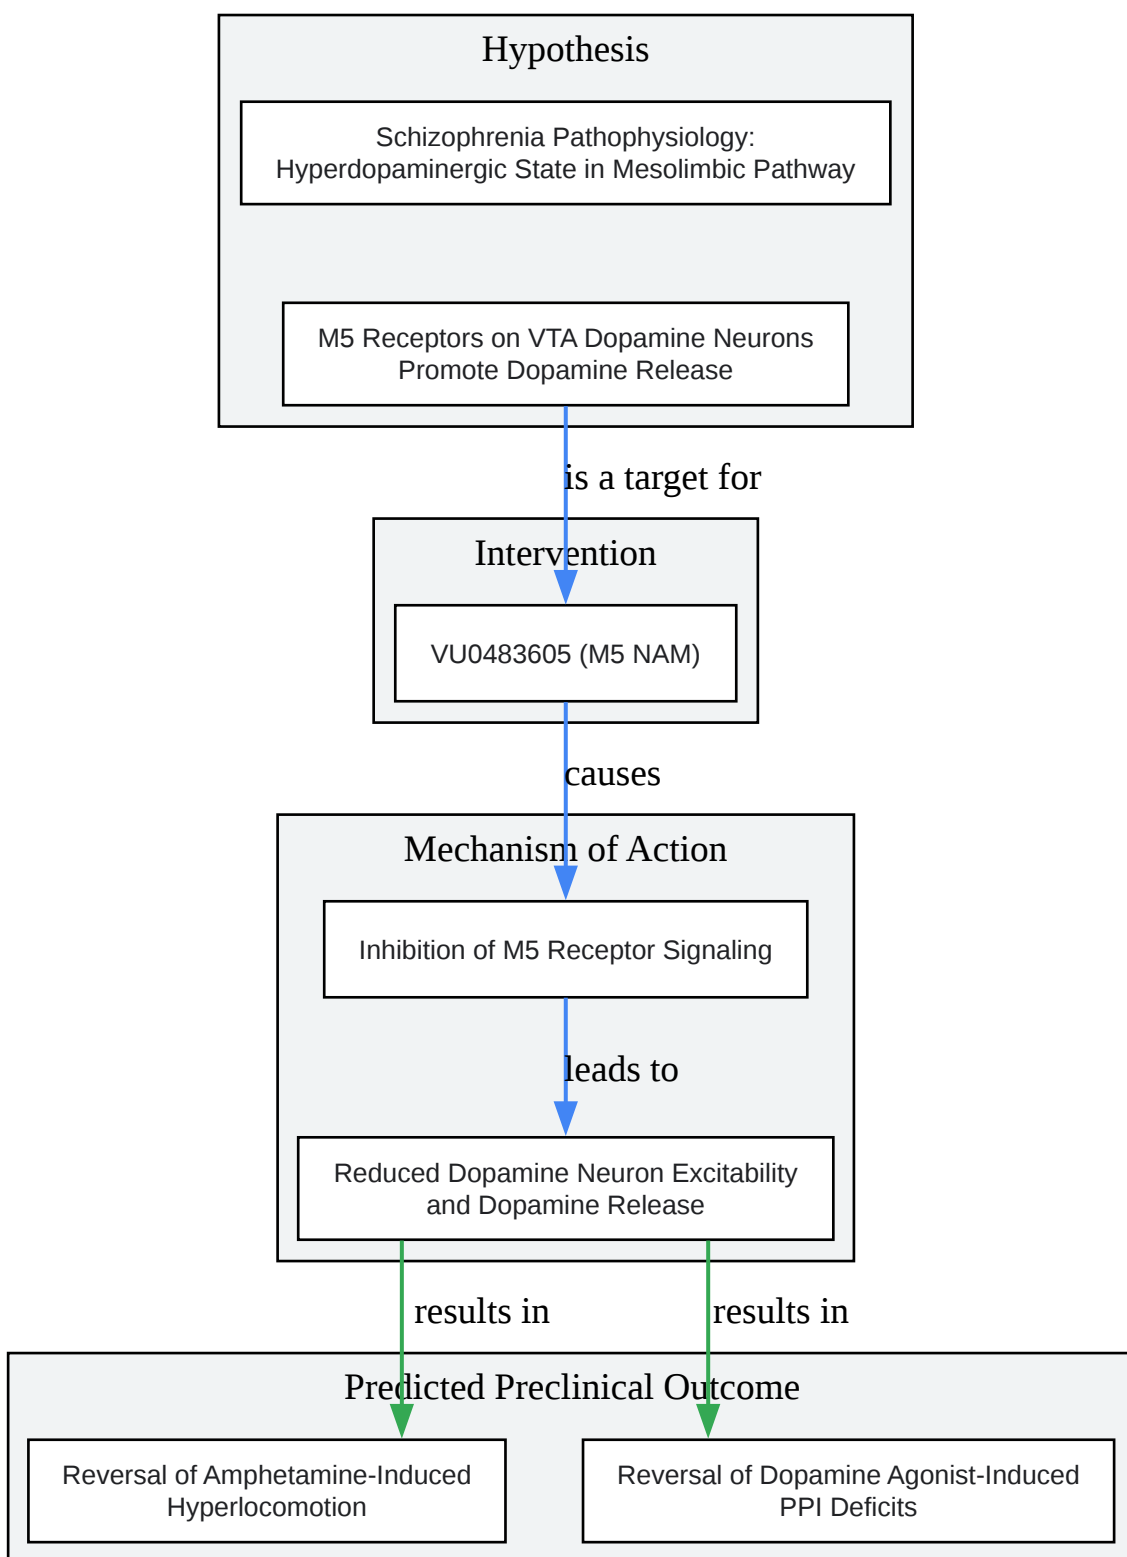 Hypothesis
Schizophrenia Pathophysiology:
Hyperdopaminergic State in Mesolimbic Pathway
M5 Receptors on VTA Dopamine Neurons
Promote Dopamine Release
is a target for
Intervention
VU0483605 (M5 NAM)
causes
Mechanism of Action
Inhibition of M5 Receptor Signaling
leads to
Reduced Dopamine Neuron Excitability
and Dopamine Release
results in
results in
Predicted Preclinical Outcome
Reversal of Amphetamine-Induced
Hyperlocomotion
Reversal of Dopamine Agonist-Induced
PPI Deficits